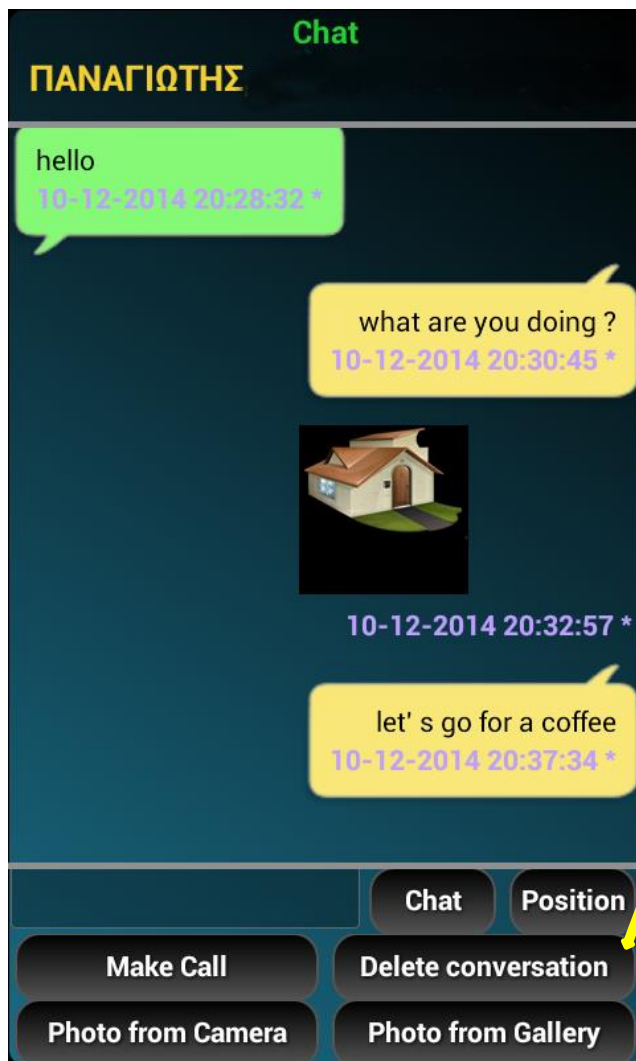 Chat
ΠΑΝΑΓΙΩΤΗΣ
hello
10-12-2014 20:28:32 *
what are you doing ?
10-12-2014 20:30:45 *
10-12-2014 20:32:57 *
let' s go for a coffee
10-12-2014 20:37:34 *
Chat Position
Make Call Delete conversation
Photo from Camera Photo from Gallery